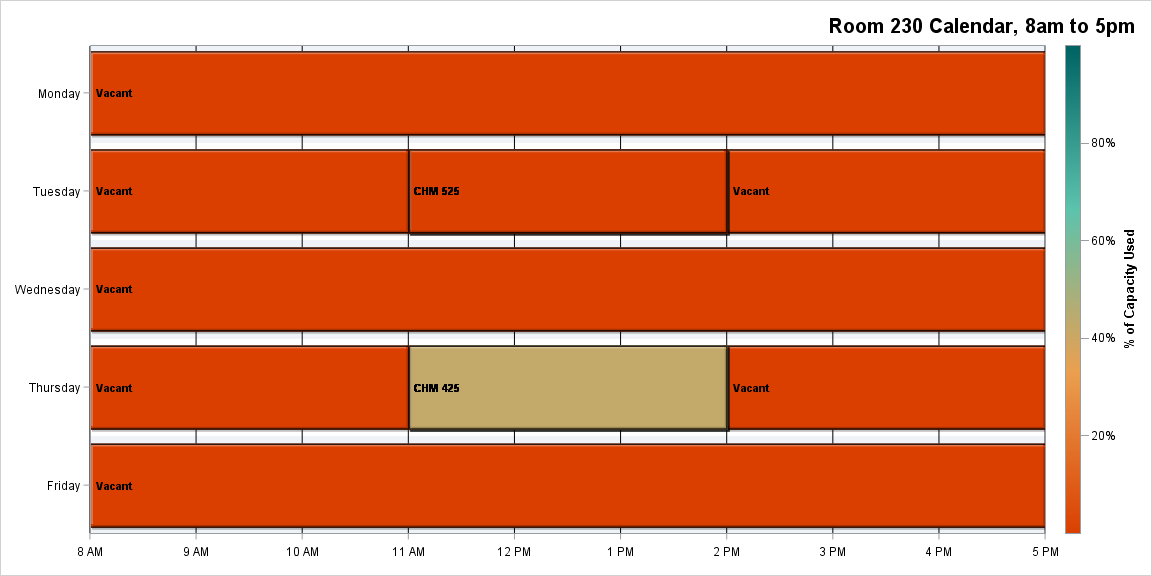 Room 230 Calendar, 8am to 5pm
Monday
Vacant
Tuesday
Vacant
CHM 525
Vacant
Wednesday
Vacant
Thursday
Vacant
CHM 425
Vacant
Friday
Vacant
8 AM
9 AM
10 AM
11 AM
12 PM
1 PM
2 PM
3 PM
4 PM
5 PM
80%
60%
40%
20%
% of Capacity Used